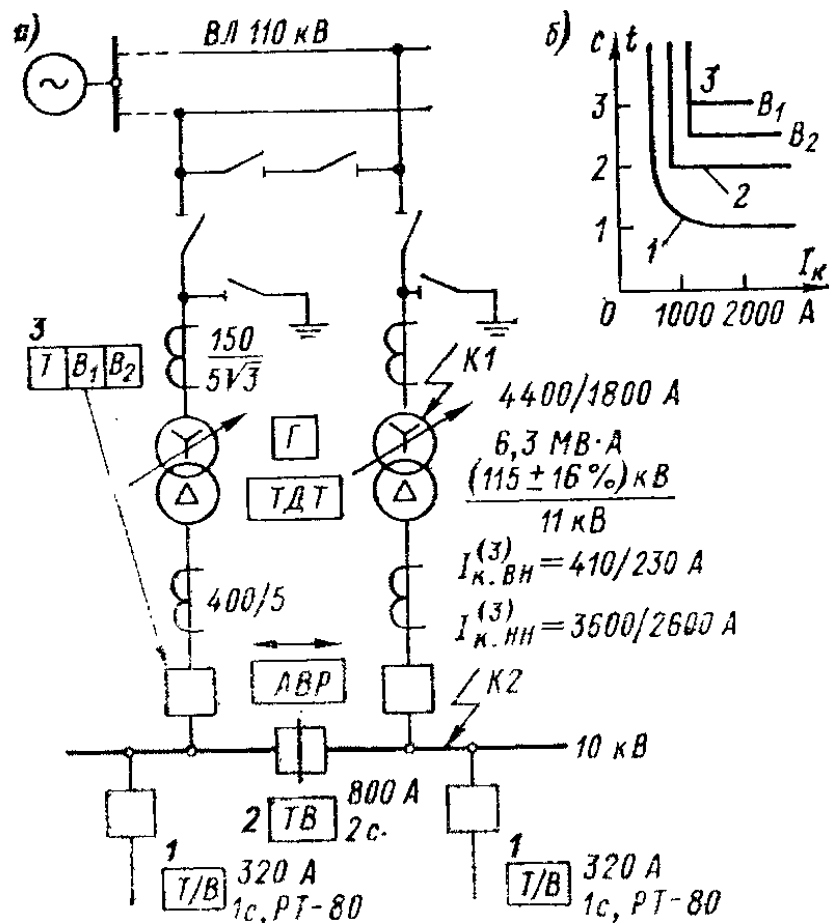 а)
ВЛ 110 кВ
б)
с t
3
2
1
0
1000 2000 А
Iк
3
В1
В2
2
1
3
Т В1 В2
150
5√3
К1
4400/1800 А
Г
6,3 МВ·А
ТДТ
(115 ± 16 %) кВ
11 кВ
400/5
I(3)к. ВН = 410/230 А
I(3)к. НН = 3600/2600 А
АВР
К2
10 кВ
2 ТВ 800 А
2 с.
1
Т/В 320 А
1с, РТ-80
1
Т/В 320 А
1с, РТ-80